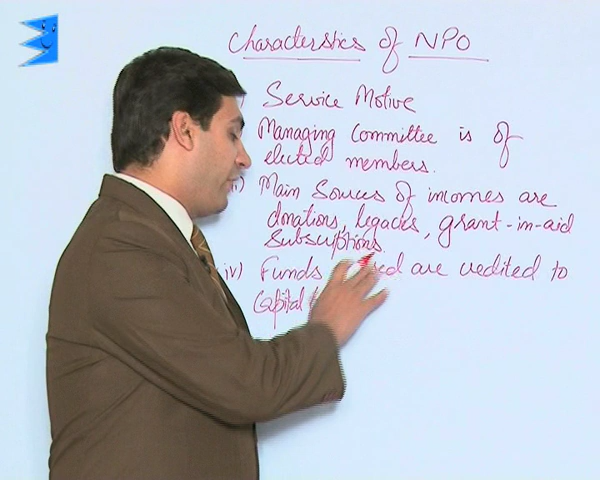 Characterstics of NPO
Service Motive
Managing Committee is of
elected members.
Main Sources of incomes are
donations, legacies, grant-in-aid
Subscriptions.
iv) Funds are credited to
Capital